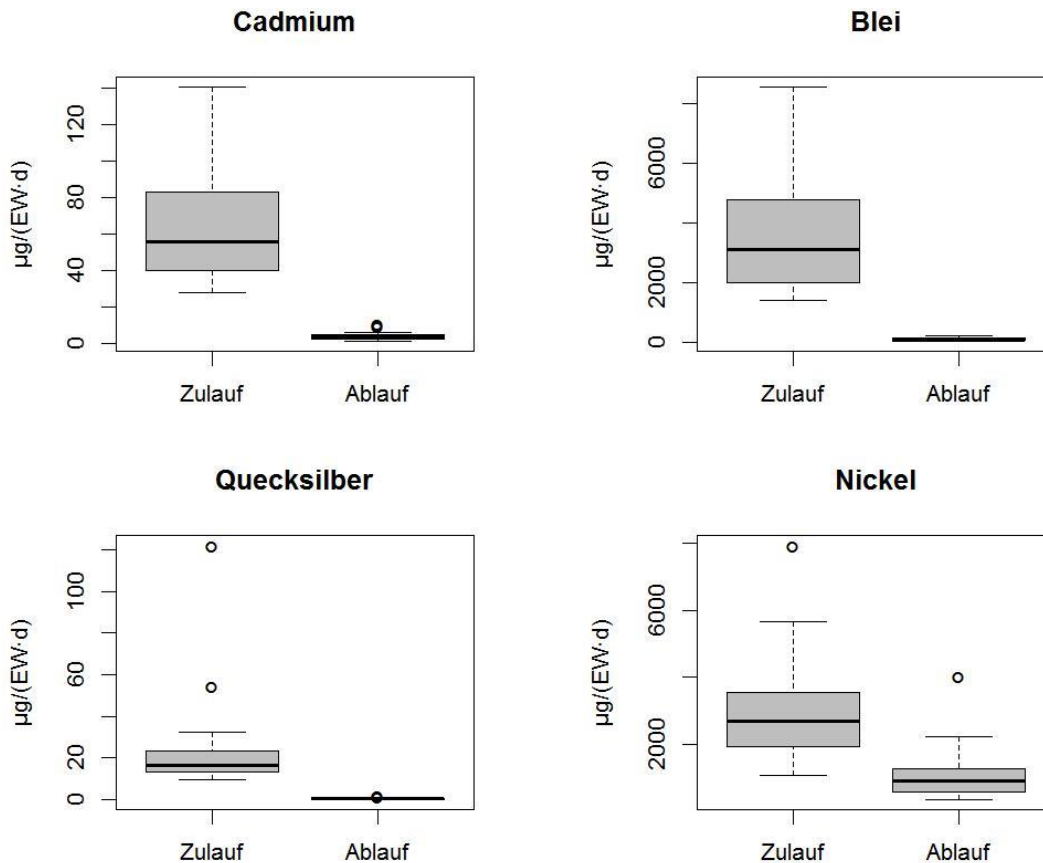 Cadmium
µg/(EW·d)
120
80
40
0
Zulauf
Ablauf
Blei
µg/(EW·d)
6000
2000
0
Zulauf
Ablauf
Quecksilber
µg/(EW·d)
100
60
20
0
Zulauf
Ablauf
Nickel
µg/(EW·d)
6000
2000
Zulauf
Ablauf